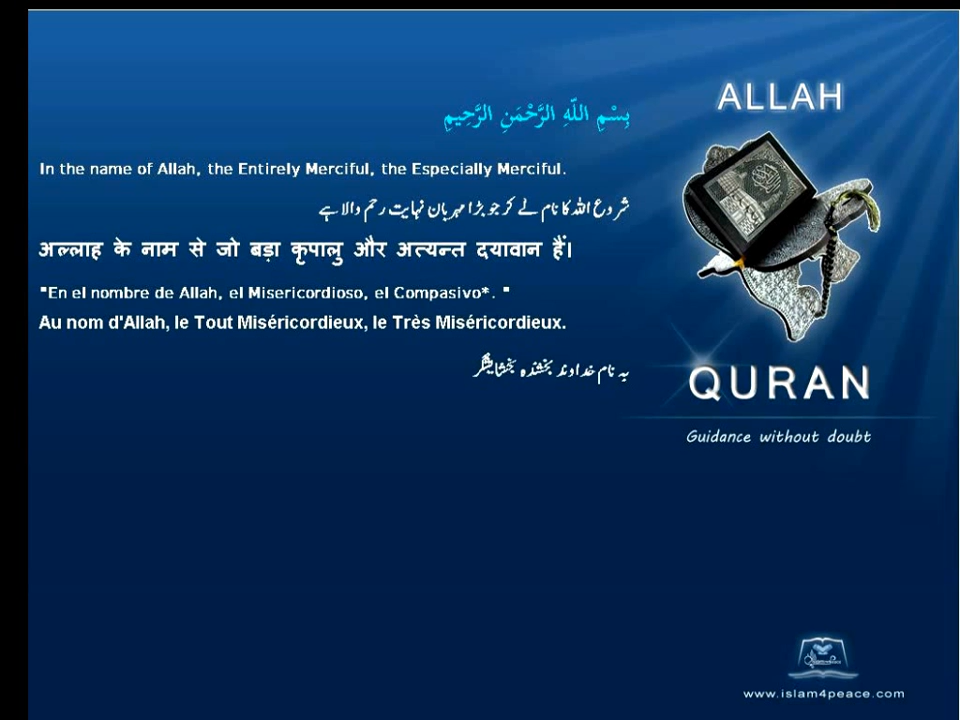 بِسْمِ اللّهِ الرَّحْمَنِ الرَّحِيمِ
In the name of Allah, the Entirely Merciful, the Especially Merciful.
شروع اللہ کا نام لے کر جو بڑا مہربان نہایت رحم والا ہے
अल्लाह के नाम से जो बड़ा कृपालु और अत्यन्त दयावान हैं।
"En el nombre de Allah, el Misericordioso, el Compasivo*. "
Au nom d'Allah, le Tout Miséricordieux, le Très Miséricordieux.
به نام خداوند بخشنده بخشایشگر
ALLAH
QURAN
Guidance without doubt
www.islam4peace.com